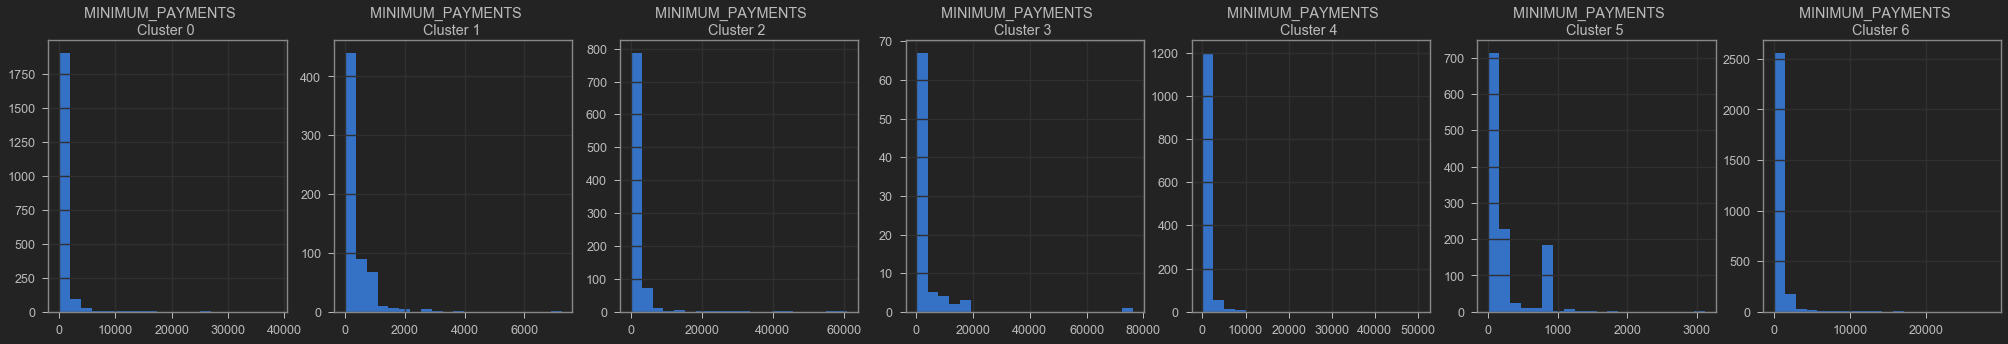 MINIMUM_PAYMENTS
Cluster 0
1750
1500
1250
1000
750
500
250
0
0 10000 20000 30000 40000
MINIMUM_PAYMENTS
Cluster 1
400
300
200
100
0
0 2000 4000 6000
MINIMUM_PAYMENTS
Cluster 2
800
700
600
500
400
300
200
100
0
0 20000 40000 60000
MINIMUM_PAYMENTS
Cluster 3
70
60
50
40
30
20
10
0
0 20000 40000 60000 80000
MINIMUM_PAYMENTS
Cluster 4
1200
1000
800
600
400
200
0
0 10000 20000 30000 40000 50000
MINIMUM_PAYMENTS
Cluster 5
700
600
500
400
300
200
100
0
0 1000 2000 3000
MINIMUM_PAYMENTS
Cluster 6
2500
2000
1500
1000
500
0
0 10000 20000